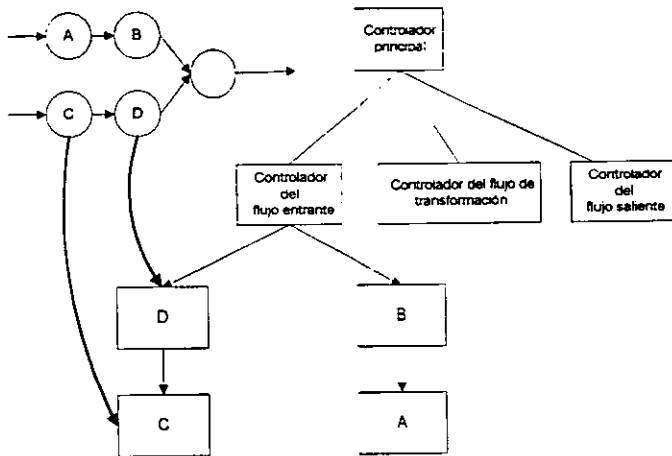 A
B
C
D
Controlador
principal
Controlador
del
flujo entrante
Controlador del flujo de
transformación
Controlador
del
flujo saliente
D
B
C
A